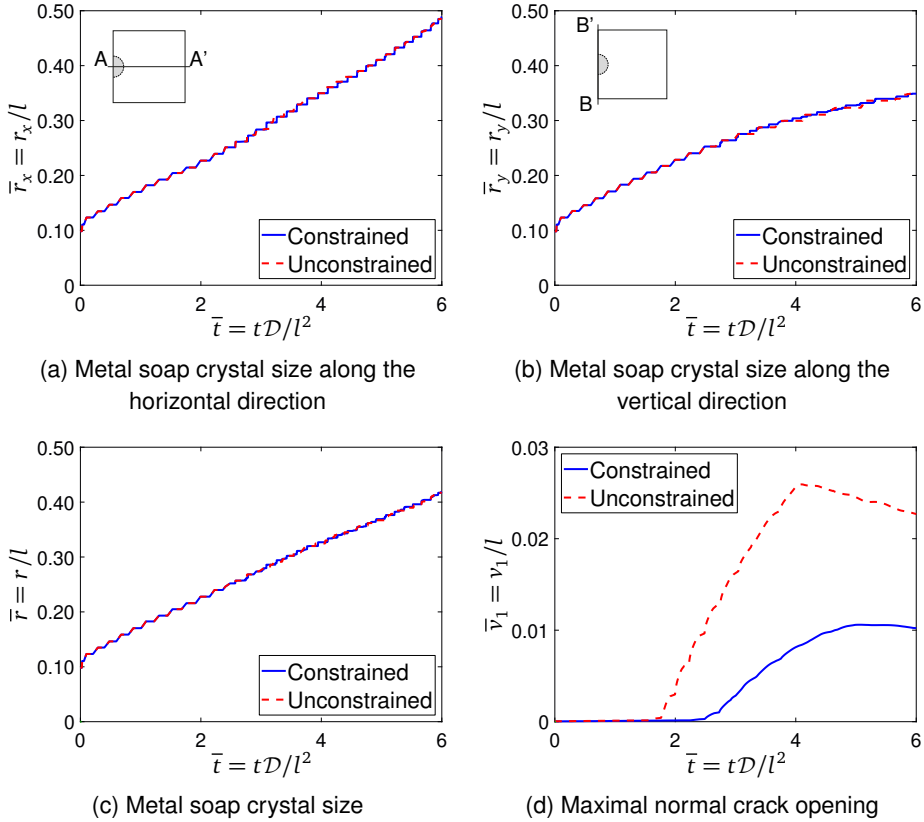 0.50
0.40
0.30
0.20
0.10
0
r̅ₓ = rₓ/l
A
A'
Constrained
Unconstrained
0 2 4 6
t̅ = t𝒟/l²
(a) Metal soap crystal size along the
horizontal direction
0.50
0.40
0.30
0.20
0.10
0
r̅_y = r_y/l
B'
B
Constrained
Unconstrained
0 2 4 6
t̅ = t𝒟/l²
(b) Metal soap crystal size along the
vertical direction
0.50
0.40
0.30
0.20
0.10
0
r̅ = r/l
Constrained
Unconstrained
0 2 4 6
t̅ = t𝒟/l²
(c) Metal soap crystal size
0.03
0.02
0.01
0
v̅₁ = v₁/l
Constrained
Unconstrained
0 2 4 6
t̅ = t𝒟/l²
(d) Maximal normal crack opening